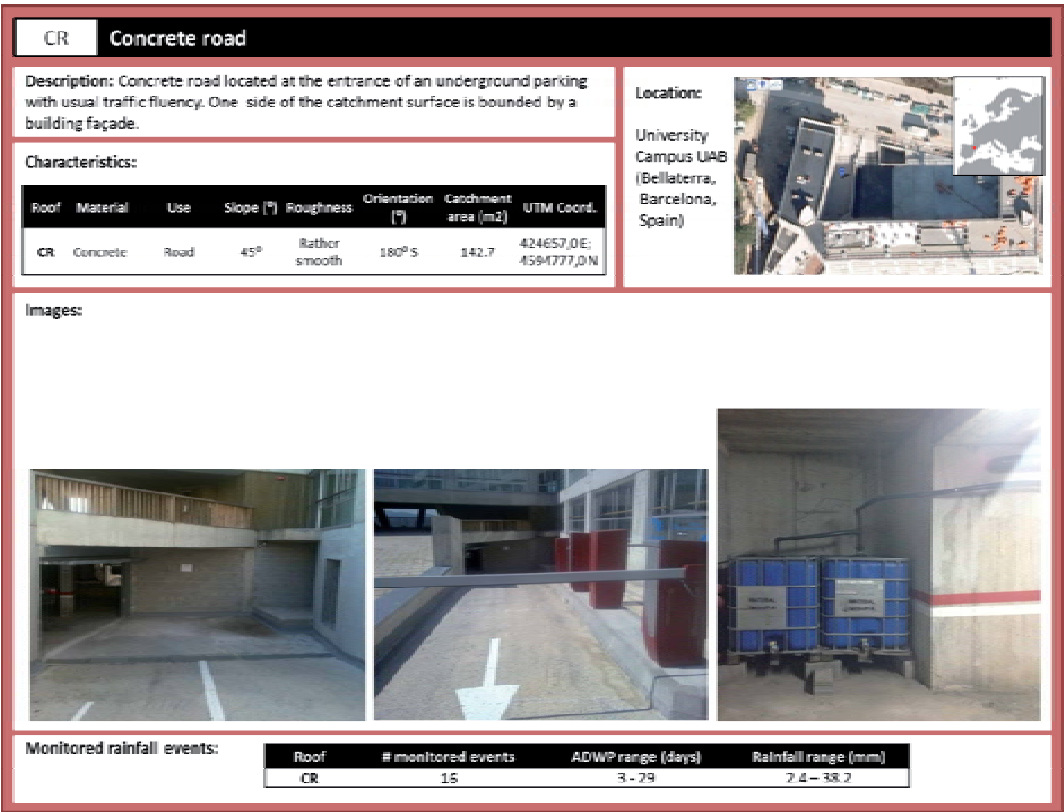 CR Concrete road
Description: Concrete road located at the entrance of an underground parking
with usual traffic fluency. One side of the catchment surface is bounded by a
building façade.
Location:
University
Campus UAB
(Bellaterra,
Barcelona,
Spain)
Characteristics:
Roof Material Use Slope (°) Roughness Orientation (°) Catchment area (m2) UTM Coord.
CR Concrete Road 45º Rather smooth 180º S 142.7 424657,0E; 4594777,0N
Images:
Monitored rainfall events:
Roof # monitored events ADWP range (days) Rainfall range (mm)
CR 15 3 - 29 2.4 – 38.2